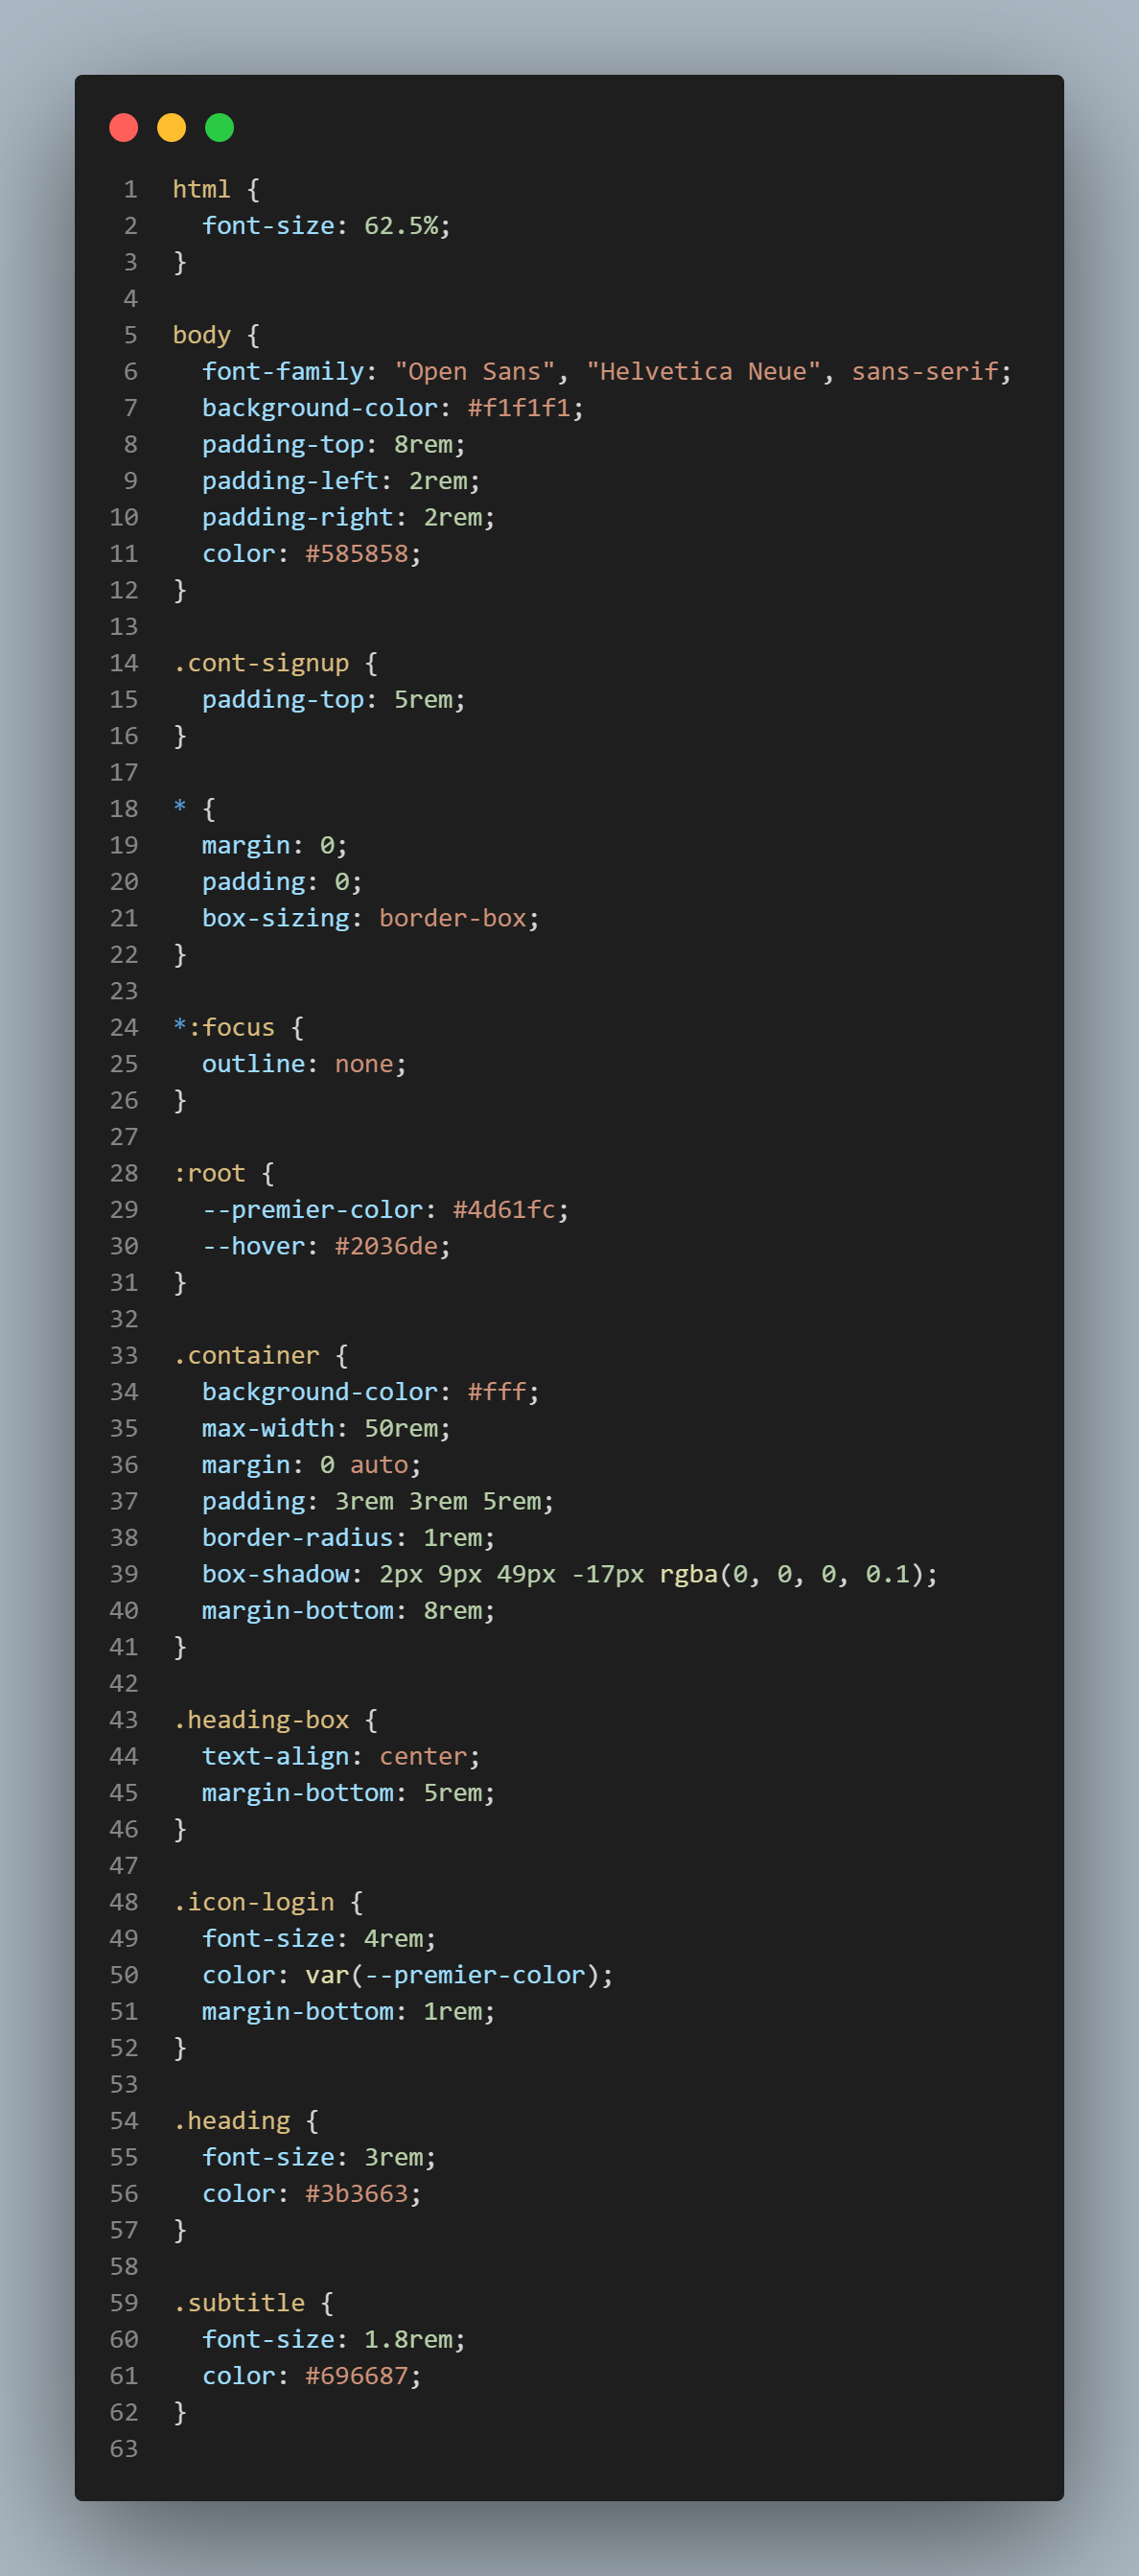 1 html {
2   font-size: 62.5%;
3 }
4
5 body {
6   font-family: "Open Sans", "Helvetica Neue", sans-serif;
7   background-color: #f1f1f1;
8   padding-top: 8rem;
9   padding-left: 2rem;
10   padding-right: 2rem;
11   color: #585858;
12 }
13
14 .cont-signup {
15   padding-top: 5rem;
16 }
17
18 * {
19   margin: 0;
20   padding: 0;
21   box-sizing: border-box;
22 }
23
24 *:focus {
25   outline: none;
26 }
27
28 :root {
29   --premier-color: #4d61fc;
30   --hover: #2036de;
31 }
32
33 .container {
34   background-color: #fff;
35   max-width: 50rem;
36   margin: 0 auto;
37   padding: 3rem 3rem 5rem;
38   border-radius: 1rem;
39   box-shadow: 2px 9px 49px -17px rgba(0, 0, 0, 0.1);
40   margin-bottom: 8rem;
41 }
42
43 .heading-box {
44   text-align: center;
45   margin-bottom: 5rem;
46 }
47
48 .icon-login {
49   font-size: 4rem;
50   color: var(--premier-color);
51   margin-bottom: 1rem;
52 }
53
54 .heading {
55   font-size: 3rem;
56   color: #3b3663;
57 }
58
59 .subtitle {
60   font-size: 1.8rem;
61   color: #696687;
62 }
63